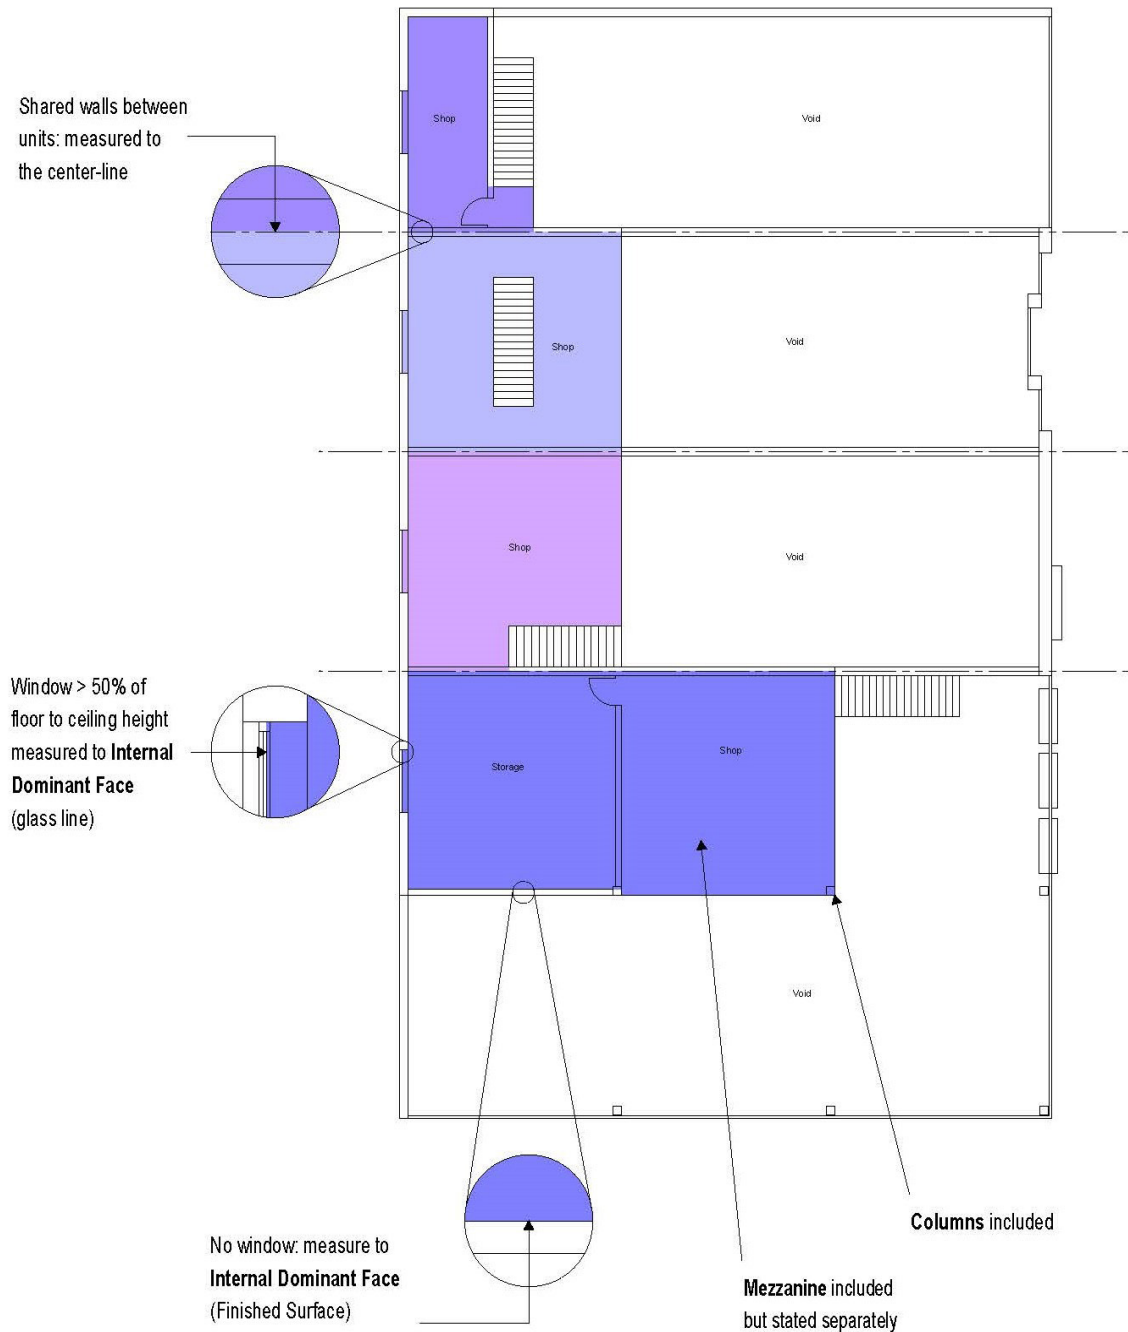 Shared walls between
units: measured to
the center-line
Shop
Void
Shop
Void
Shop
Void
Window > 50% of
floor to ceiling height
measured to Internal
Dominant Face
(glass line)
Storage
Shop
Void
No window: measure to
Internal Dominant Face
(Finished Surface)
Columns included
Mezzanine included
but stated separately